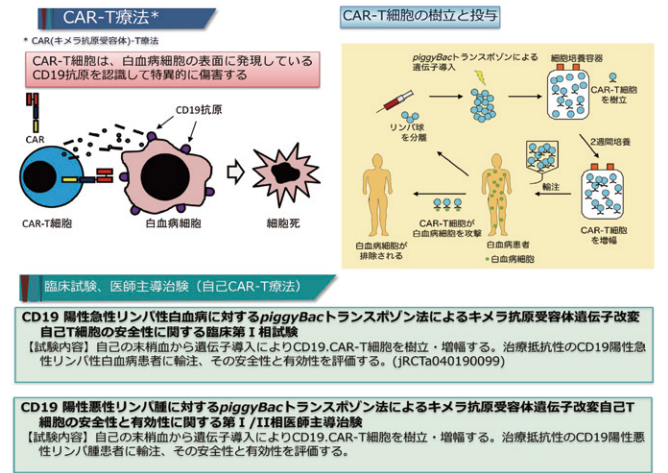 CAR-T療法*
* CAR(キメラ抗原受容体)-T療法
CAR-T細胞は、白血病細胞の表面に発現している
CD19抗原を認識して特異的に傷害する
CAR
CD19抗原
CAR-T細胞
白血病細胞
細胞死
CAR-T細胞の樹立と投与
piggyBacトランスポゾンによる
遺伝子導入
細胞培養容器
CAR-T細胞
を樹立
リンパ球
を分離
2週間培養
輸注
CAR-T細胞
を増幅
CAR-T細胞が
白血病細胞を攻撃
白血病細胞が
排除される
白血病患者
白血病細胞
臨床試験、医師主導治験（自己CAR-T療法）
CD19 陽性急性リンパ性白血病に対するpiggyBacトランスポゾン法によるキメラ抗原受容体遺伝子改変
自己T細胞の安全性に関する臨床第Ⅰ相試験
【試験内容】自己の末梢血から遺伝子導入によりCD19.CAR-T細胞を樹立・増幅する。治療抵抗性のCD19陽性急
性リンパ性白血病患者に輸注、その安全性と有効性を評価する。(jRCTa040190099)
CD19 陽性悪性リンパ腫に対するpiggyBacトランスポゾン法によるキメラ抗原受容体遺伝子改変自己T
細胞の安全性と有効性に関する第Ⅰ/II相医師主導治験
【試験内容】自己の末梢血から遺伝子導入によりCD19.CAR-T細胞を樹立・増幅する。治療抵抗性のCD19陽性悪
性リンパ腫患者に輸注、その安全性と有効性を評価する。